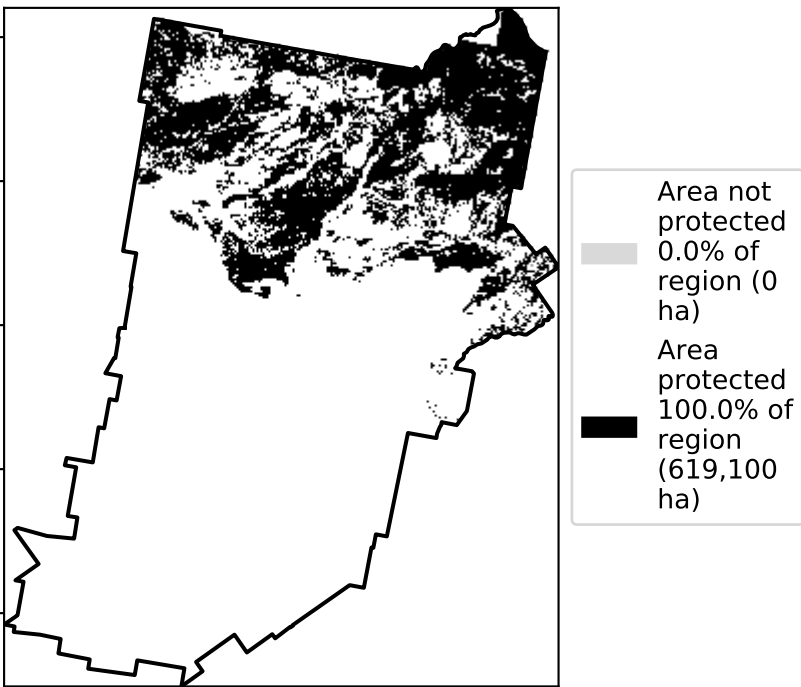 Area not
protected
0.0% of
region (0
ha)
Area
protected
100.0% of
region
(619,100
ha)